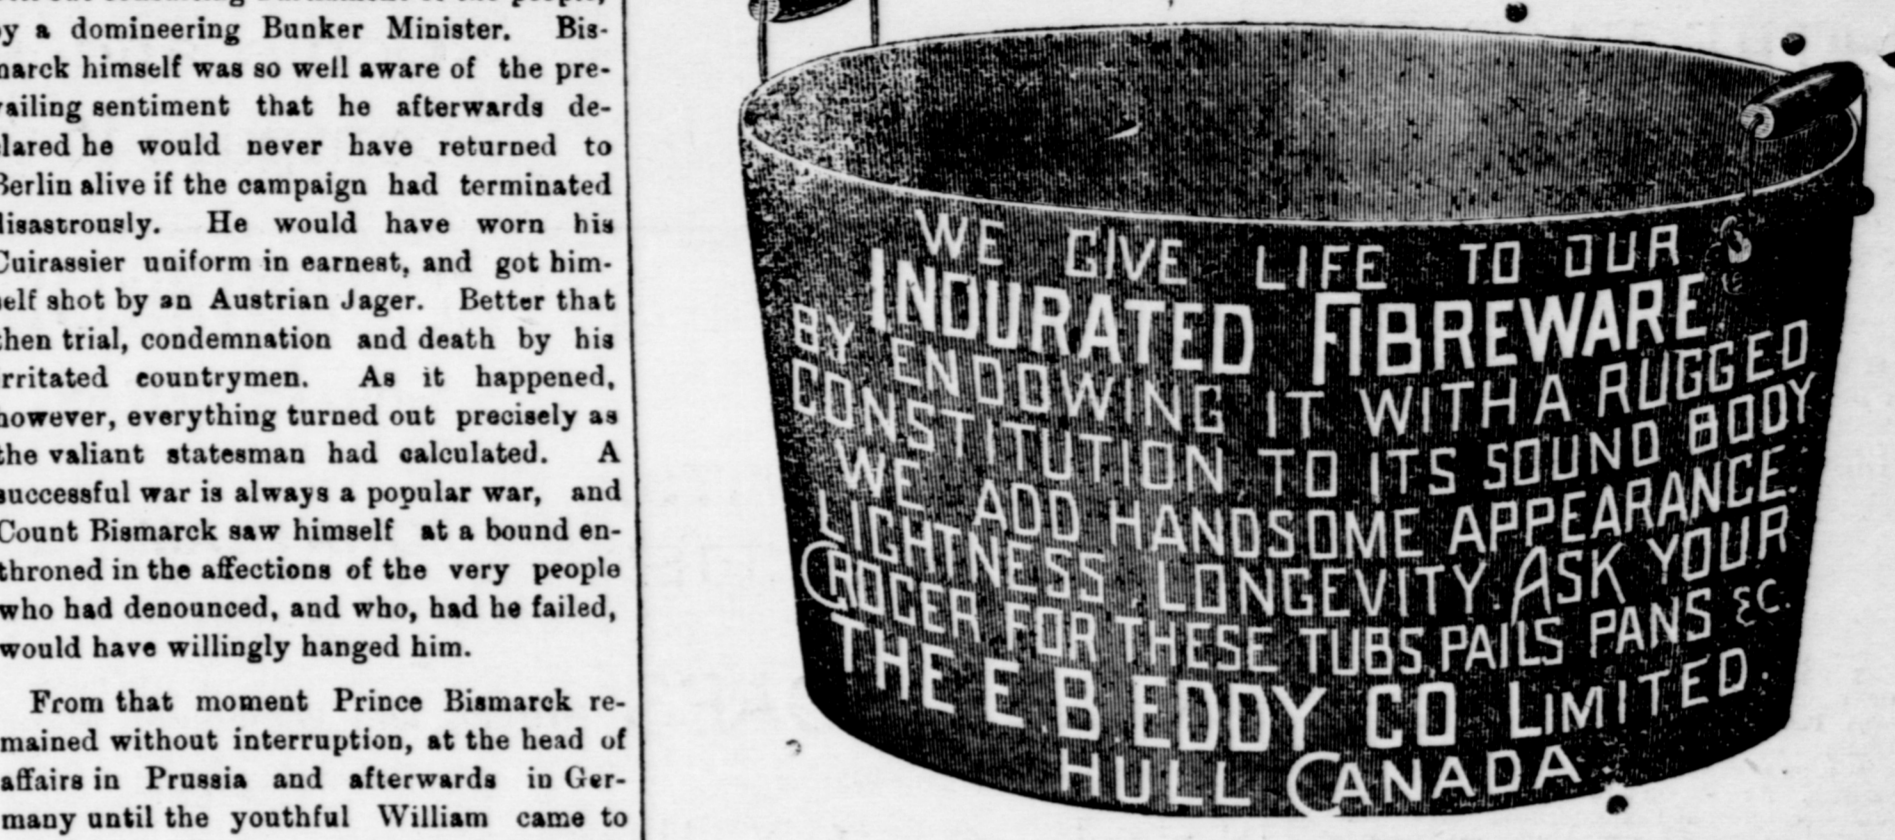 by a domineering Bunker Minister. Bis-
marck himself was so well aware of the pre-
vailing sentiment that he afterwards de-
clared he would never have returned to
Berlin alive if the campaign had terminated
disastrously. He would have worn his
Cuirassier uniform in earnest, and got him-
self shot by an Austrian Jager. Better that
then trial, condemnation and death by his
irritated countrymen. As it happened,
however, everything turned out precisely as
the valiant statesman had calculated. A
successful war is always a popular war, and
Count Bismarck saw himself at a bound en-
throned in the affections of the very people
who had denounced, and who, had he failed,
would have willingly hanged him.
From that moment Prince Bismarck re-
mained without interruption, at the head of
affairs in Prussia and afterwards in Ger-
many until the youthful William came to
WE GIVE LIFE TO OUR
INDURATED FIBREWARE
BY ENDOWING IT WITH A RUGGED
CONSTITUTION TO ITS SOUND BODY
WE ADD HANDSOME APPEARANCE.
LIGHTNESS LONGEVITY. ASK YOUR
GROCER FOR THESE TUBS, PAILS PANS &C.
THE E.B.EDDY CO LIMITED.
HULL CANADA